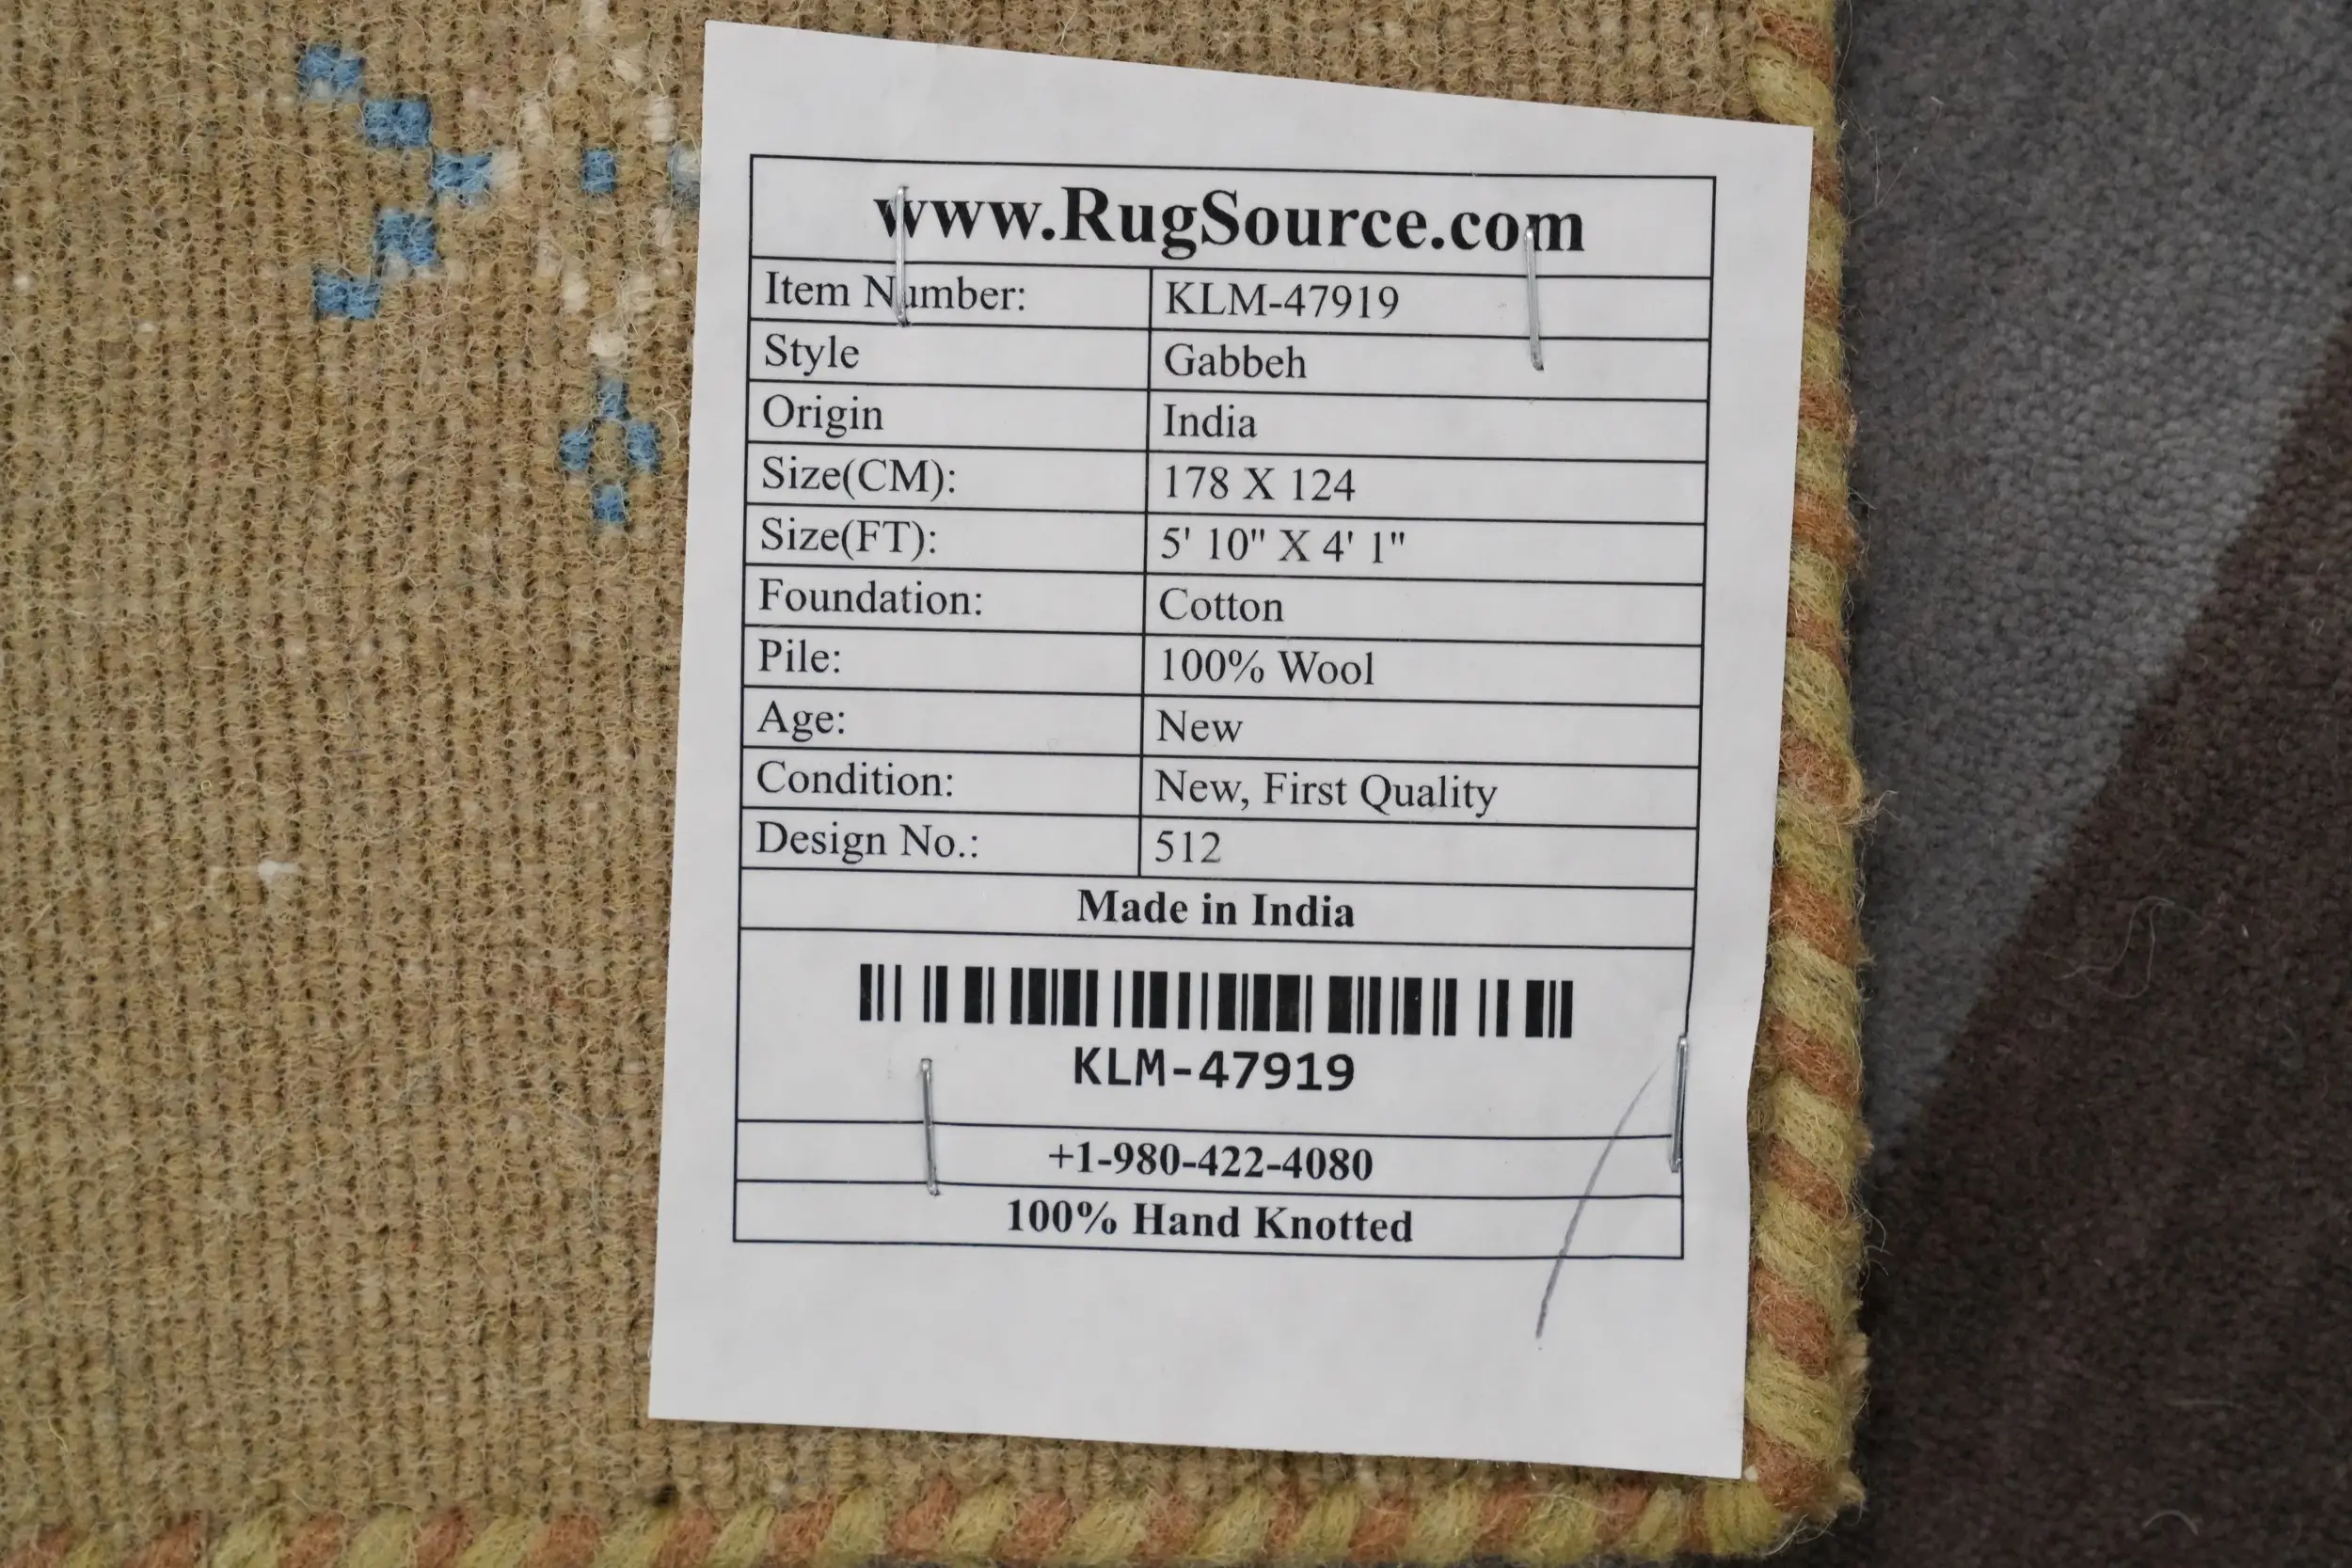 www.RugSource.com
Item Number: KLM-47919
Style Gabbeh
Origin India
Size(CM): 178 X 124
Size(FT): 5' 10" X 4' 1"
Foundation: Cotton
Pile: 100% Wool
Age: New
Condition: New, First Quality
Design No.: 512
Made in India
KLM-47919
+1-980-422-4080
100% Hand Knotted